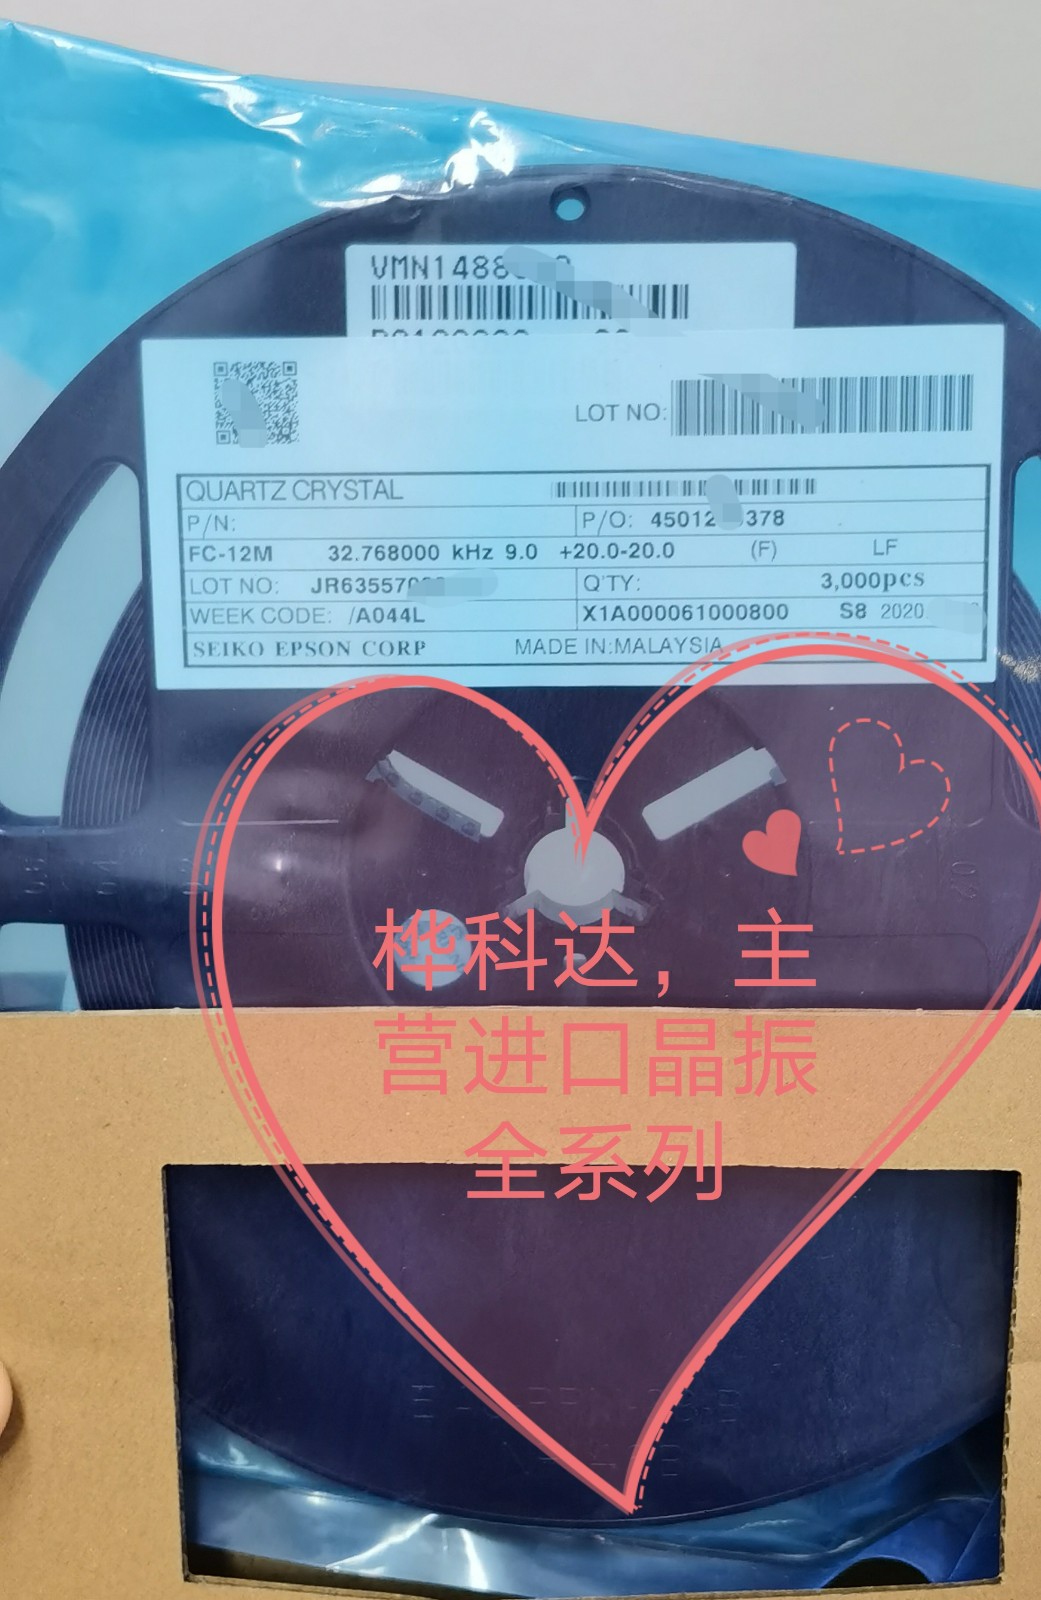 VMN1488
LOT NO:
QUARTZ CRYSTAL
P/N:
P/O: 45012 378
FC-12M 32.768000 kHz 9.0 +20.0-20.0 (F) LF
LOT NO: JR63557
Q'TY: 3,000pcs
WEEK CODE: /A044L
X1A000061000800 S8 2020
SEIKO EPSON CORP MADE IN:MALAYSIA
桦科达，主
营进口晶振
全系列